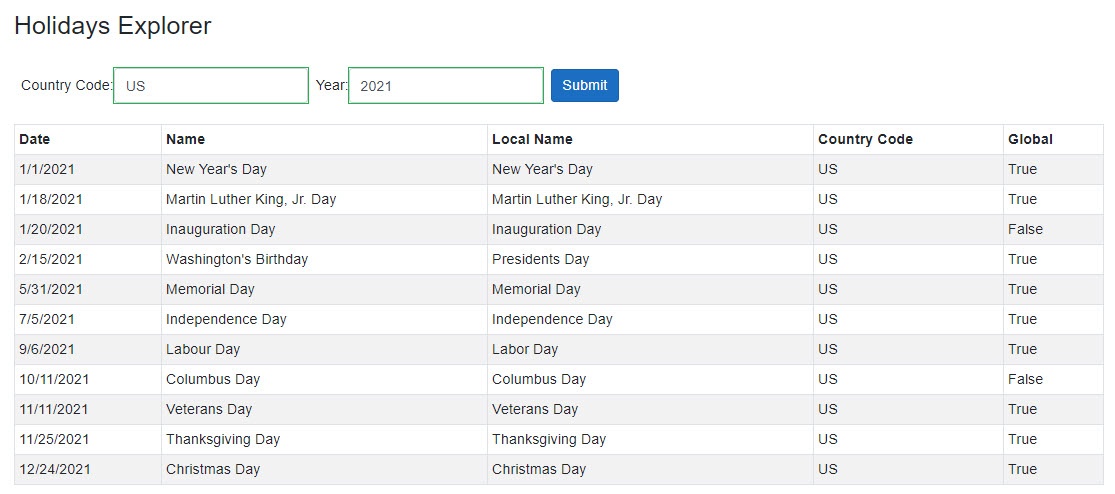 Holidays Explorer
Country Code: US Year: 2021 Submit
Date Name Local Name Country Code Global
1/1/2021 New Year's Day New Year's Day US True
1/18/2021 Martin Luther King, Jr. Day Martin Luther King, Jr. Day US True
1/20/2021 Inauguration Day Inauguration Day US False
2/15/2021 Washington's Birthday Presidents Day US True
5/31/2021 Memorial Day Memorial Day US True
7/5/2021 Independence Day Independence Day US True
9/6/2021 Labour Day Labor Day US True
10/11/2021 Columbus Day Columbus Day US False
11/11/2021 Veterans Day Veterans Day US True
11/25/2021 Thanksgiving Day Thanksgiving Day US True
12/24/2021 Christmas Day Christmas Day US True